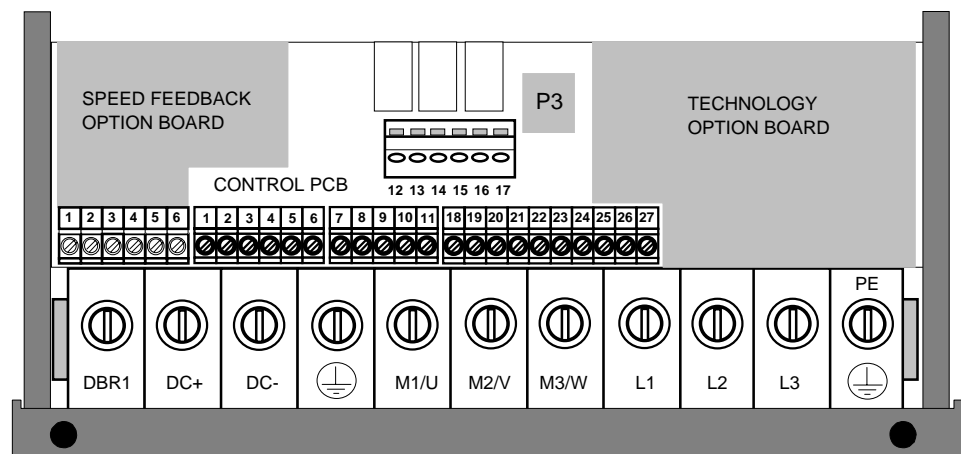 SPEED FEEDBACK
OPTION BOARD
P3
TECHNOLOGY
OPTION BOARD
CONTROL PCB
12 13 14 15 16 17
1 2 3 4 5 6 1 2 3 4 5 6 7 8 9 10 11 18 19 20 21 22 23 24 25 26 27
PE
DBR1 DC+ DC- M1/U M2/V M3/W L1 L2 L3